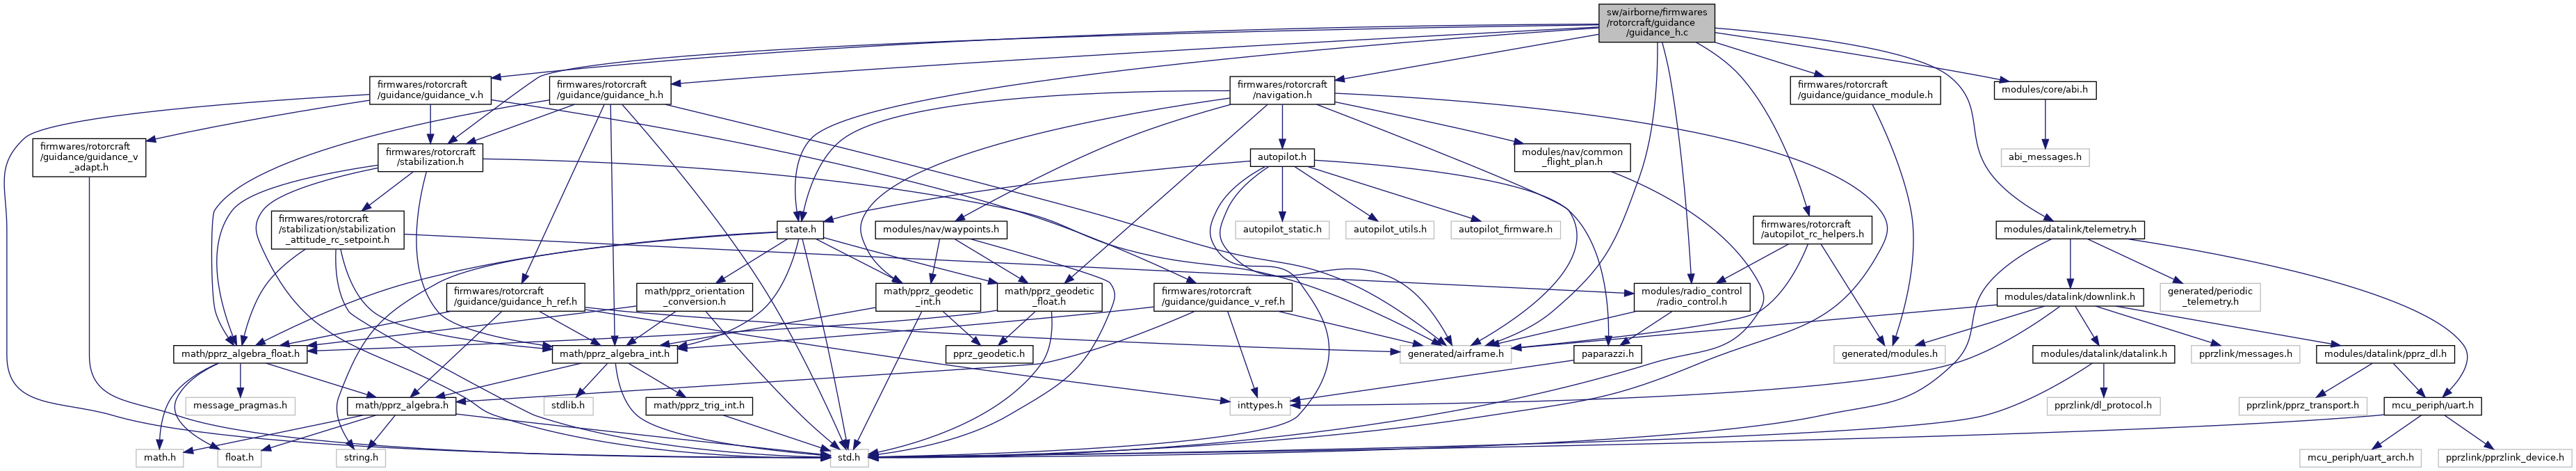 sw/airborne/firmwares
/rotorcraft/guidance
/guidance_h.c
firmwares/rotorcraft
/guidance/guidance_v.h
firmwares/rotorcraft
/guidance/guidance_h.h
firmwares/rotorcraft
/navigation.h
firmwares/rotorcraft
/guidance/guidance_module.h
modules/core/abi.h
firmwares/rotorcraft
/guidance/guidance_v
_adapt.h
firmwares/rotorcraft
/stabilization.h
autopilot.h
modules/nav/common
_flight_plan.h
abi_messages.h
firmwares/rotorcraft
/stabilization/stabilization
_attitude_rc_setpoint.h
state.h
modules/nav/waypoints.h
autopilot_static.h
autopilot_utils.h
autopilot_firmware.h
firmwares/rotorcraft
/autopilot_rc_helpers.h
modules/datalink/telemetry.h
firmwares/rotorcraft
/guidance/guidance_h_ref.h
math/pprz_orientation
_conversion.h
math/pprz_geodetic
_int.h
math/pprz_geodetic
_float.h
firmwares/rotorcraft
/guidance/guidance_v_ref.h
modules/radio_control
/radio_control.h
modules/datalink/downlink.h
generated/periodic
_telemetry.h
math/pprz_algebra_float.h
math/pprz_algebra_int.h
pprz_geodetic.h
generated/airframe.h
paparazzi.h
generated/modules.h
modules/datalink/datalink.h
pprzlink/messages.h
modules/datalink/pprz_dl.h
message_pragmas.h
math/pprz_algebra.h
stdlib.h
math/pprz_trig_int.h
inttypes.h
pprzlink/dl_protocol.h
pprzlink/pprz_transport.h
mcu_periph/uart.h
math.h
float.h
string.h
std.h
mcu_periph/uart_arch.h
pprzlink/pprzlink_device.h